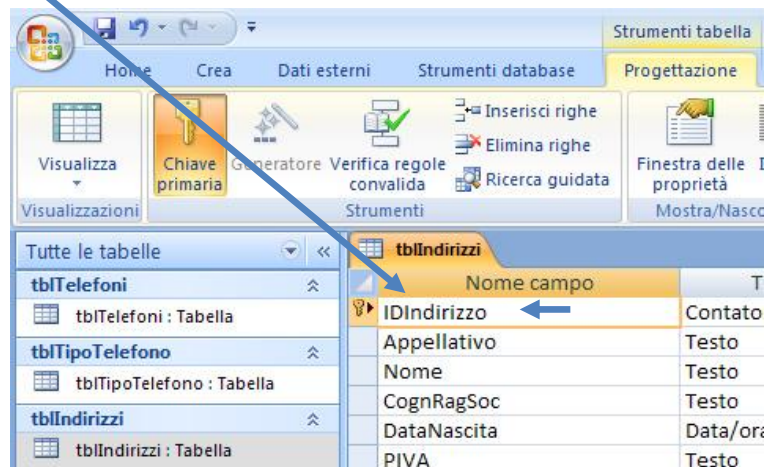 Strumenti tabella
Home Crea Dati esterni Strumenti database Progettazione
Visualizza
Chiave primaria
Generatore
Verifica regole convalida
Inserisci righe
Elimina righe
Ricerca guidata
Finestra delle proprietà
Visualizzazioni Strumenti Mostra/Nasco
Tutte le tabelle
tblTelefoni
tblTelefoni : Tabella
tblTipoTelefono
tblTipoTelefono : Tabella
tblIndirizzi
tblIndirizzi : Tabella
tblIndirizzi
Nome campo T
IDIndirizzo Contato
Appellativo Testo
Nome Testo
CognRagSoc Testo
DataNascita Data/ora
PIVA Testo